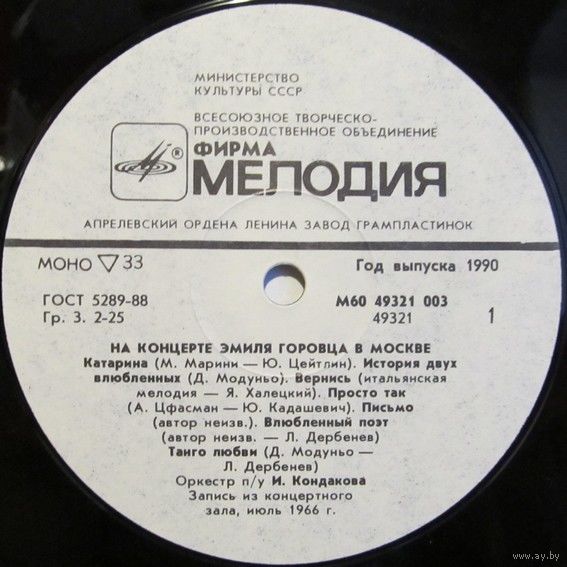 МИНИСТЕРСТВО
КУЛЬТУРЫ СССР
ВСЕСОЮЗНОЕ ТВОРЧЕСКО-
ПРОИЗВОДСТВЕННОЕ ОБЪЕДИНЕНИЕ
ФИРМА
®
МЕЛОДИЯ
АПРЕЛЕВСКИЙ ОРДЕНА ЛЕНИНА ЗАВОД ГРАМПЛАСТИНОК
МОНО ▽ 33
Год выпуска 1990
ГОСТ 5289-88
М60 49321 003
Гр. 3. 2-25
49321
1
НА КОНЦЕРТЕ ЭМИЛЯ ГОРОВЦА В МОСКВЕ
Катарина (М. Марини — Ю. Цейтлин). История двух
влюбленных (Д. Модуньо). Вернись (итальянская
мелодия — Я. Халецкий). Просто так
(А. Цфасман — Ю. Кадашевич). Письмо
(автор неизв.). Влюбленный поэт
(автор неизв. — Л. Дербенев)
Танго любви (Д. Модуньо —
Л. Дербенев)
Оркестр п/у И. Кондакова
Запись из концертного
зала, июль 1966 г.
www.ay.by